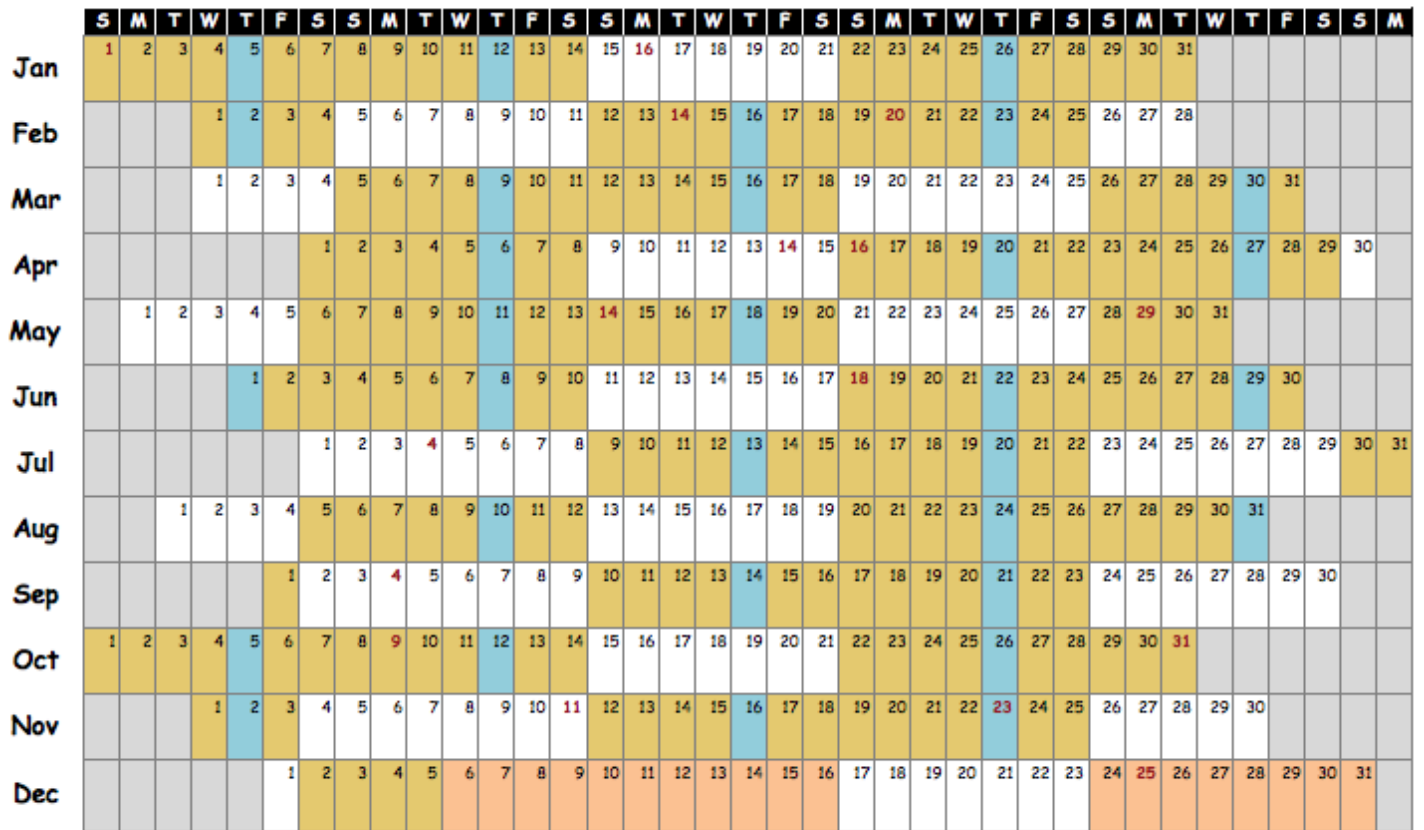 S M T W T F S S M T W T F S S M T W T F S S M T W T F S S M T W T F S S M
Jan 1 2 3 4 5 6 7 8 9 10 11 12 13 14 15 16 17 18 19 20 21 22 23 24 25 26 27 28 29 30 31
Feb 1 2 3 4 5 6 7 8 9 10 11 12 13 14 15 16 17 18 19 20 21 22 23 24 25 26 27 28
Mar 1 2 3 4 5 6 7 8 9 10 11 12 13 14 15 16 17 18 19 20 21 22 23 24 25 26 27 28 29 30 31
Apr 1 2 3 4 5 6 7 8 9 10 11 12 13 14 15 16 17 18 19 20 21 22 23 24 25 26 27 28 29 30
May 1 2 3 4 5 6 7 8 9 10 11 12 13 14 15 16 17 18 19 20 21 22 23 24 25 26 27 28 29 30 31
Jun 1 2 3 4 5 6 7 8 9 10 11 12 13 14 15 16 17 18 19 20 21 22 23 24 25 26 27 28 29 30
Jul 1 2 3 4 5 6 7 8 9 10 11 12 13 14 15 16 17 18 19 20 21 22 23 24 25 26 27 28 29 30 31
Aug 1 2 3 4 5 6 7 8 9 10 11 12 13 14 15 16 17 18 19 20 21 22 23 24 25 26 27 28 29 30 31
Sep 1 2 3 4 5 6 7 8 9 10 11 12 13 14 15 16 17 18 19 20 21 22 23 24 25 26 27 28 29 30
Oct 1 2 3 4 5 6 7 8 9 10 11 12 13 14 15 16 17 18 19 20 21 22 23 24 25 26 27 28 29 30 31
Nov 1 2 3 4 5 6 7 8 9 10 11 12 13 14 15 16 17 18 19 20 21 22 23 24 25 26 27 28 29 30
Dec 1 2 3 4 5 6 7 8 9 10 11 12 13 14 15 16 17 18 19 20 21 22 23 24 25 26 27 28 29 30 31